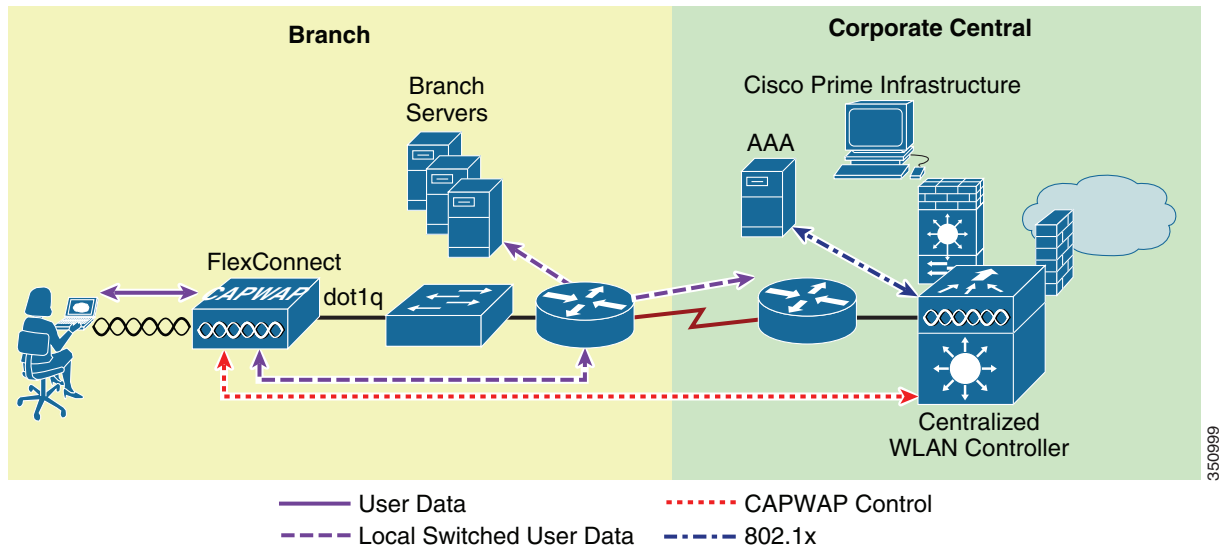 Branch
Corporate Central
Branch
Servers
Cisco Prime Infrastructure
AAA
FlexConnect
CAPWAP
dot1q
Centralized
WLAN Controller
350999
User Data
CAPWAP Control
Local Switched User Data
802.1x